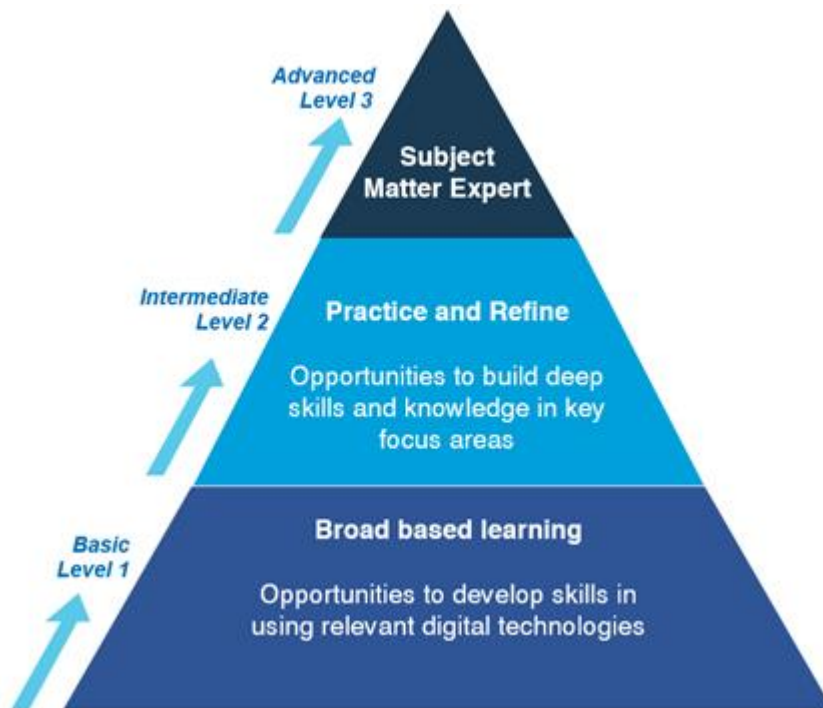 Advanced
Level 3
Subject
Matter Expert
Intermediate
Level 2
Practice and Refine
Opportunities to build deep
skills and knowledge in key
focus areas
Basic
Level 1
Broad based learning
Opportunities to develop skills in
using relevant digital technologies